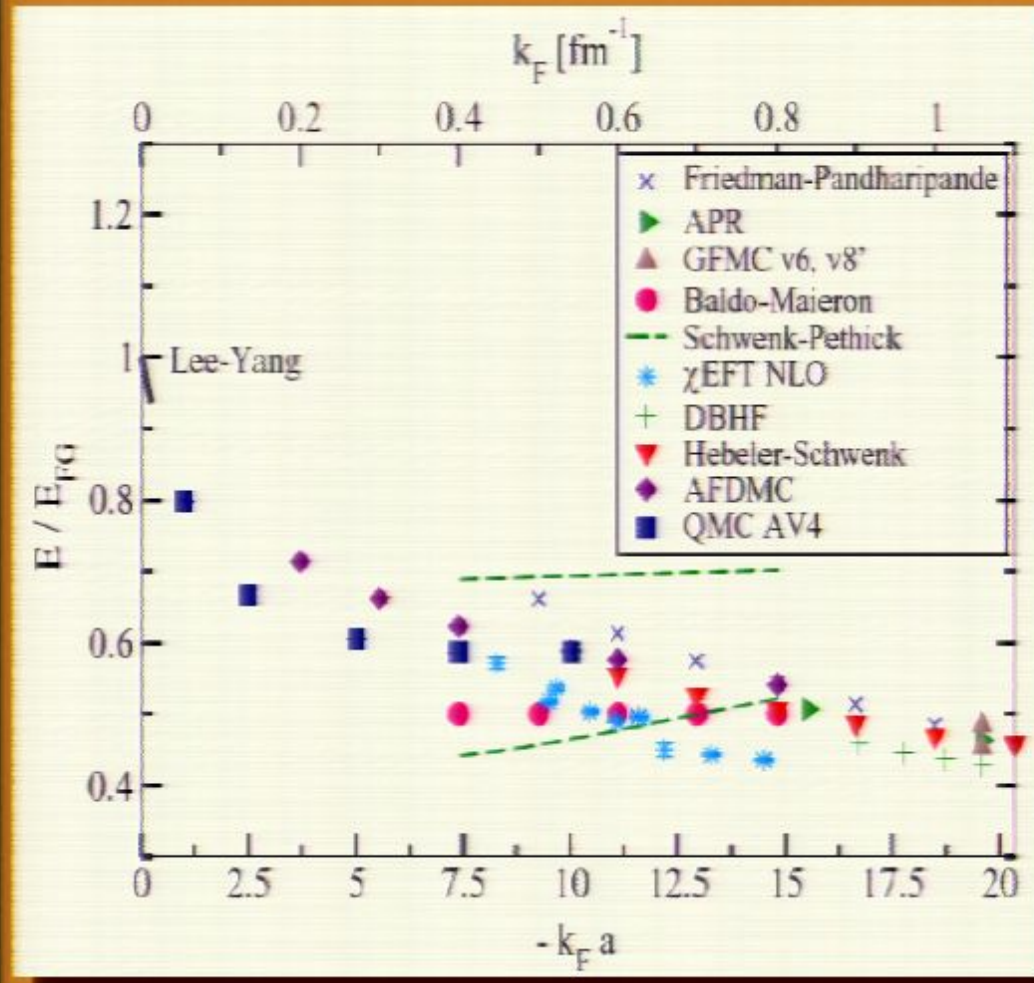 k_F [fm^-1]
0 0.2 0.4 0.6 0.8 1
Friedman-Pandharipande
APR
GFMC v6, v8'
Baldo-Maieron
Schwenk-Pethick
χEFT NLO
DBHF
Hebeler-Schwenk
AFDMC
QMC AV4
1.2
1
Lee-Yang
0.8
0.6
0.4
E / E_FG
0 2.5 5 7.5 10 12.5 15 17.5 20
- k_F a